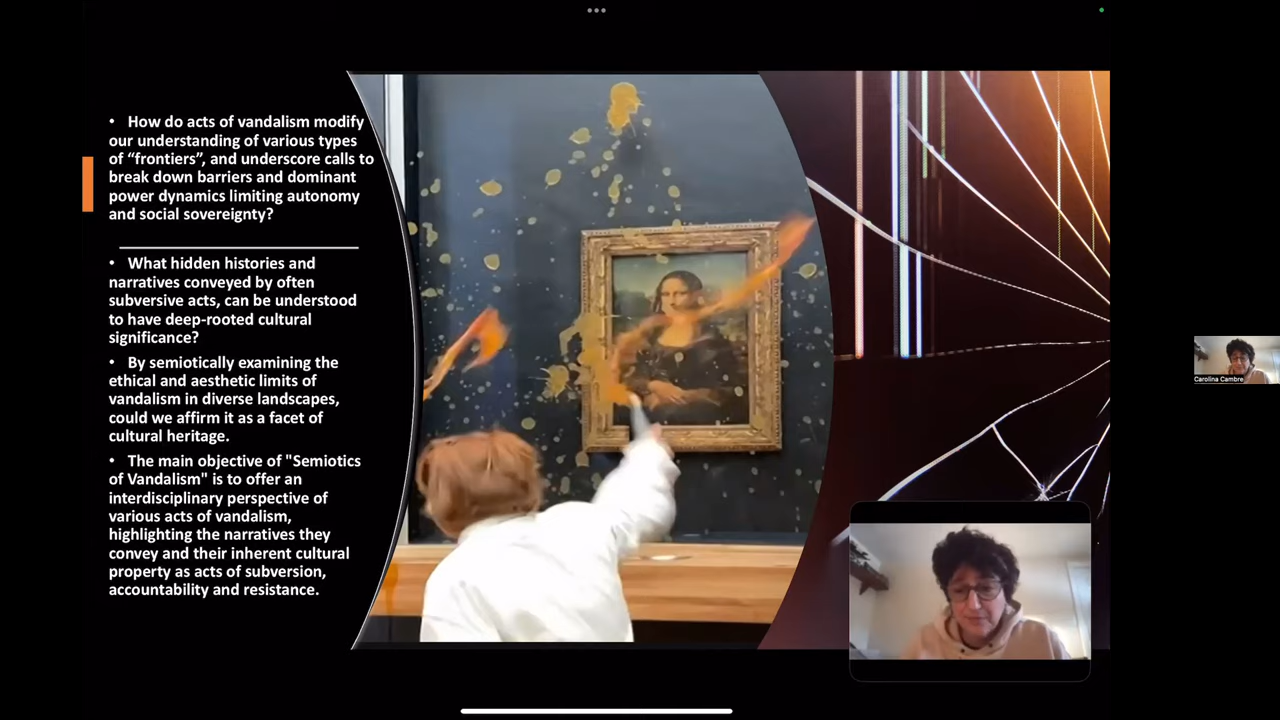 • How do acts of vandalism modify
our understanding of various types
of “frontiers”, and underscore calls to
break down barriers and dominant
power dynamics limiting autonomy
and social sovereignty?
• What hidden histories and
narratives conveyed by often
subversive acts, can be understood
to have deep-rooted cultural
significance?
• By semiotically examining the
ethical and aesthetic limits of
vandalism in diverse landscapes,
could we affirm it as a facet of
cultural heritage.
• The main objective of "Semiotics
of Vandalism" is to offer an
interdisciplinary perspective of
various acts of vandalism,
highlighting the narratives they
convey and their inherent cultural
property as acts of subversion,
accountability and resistance.
Carolina Cambre